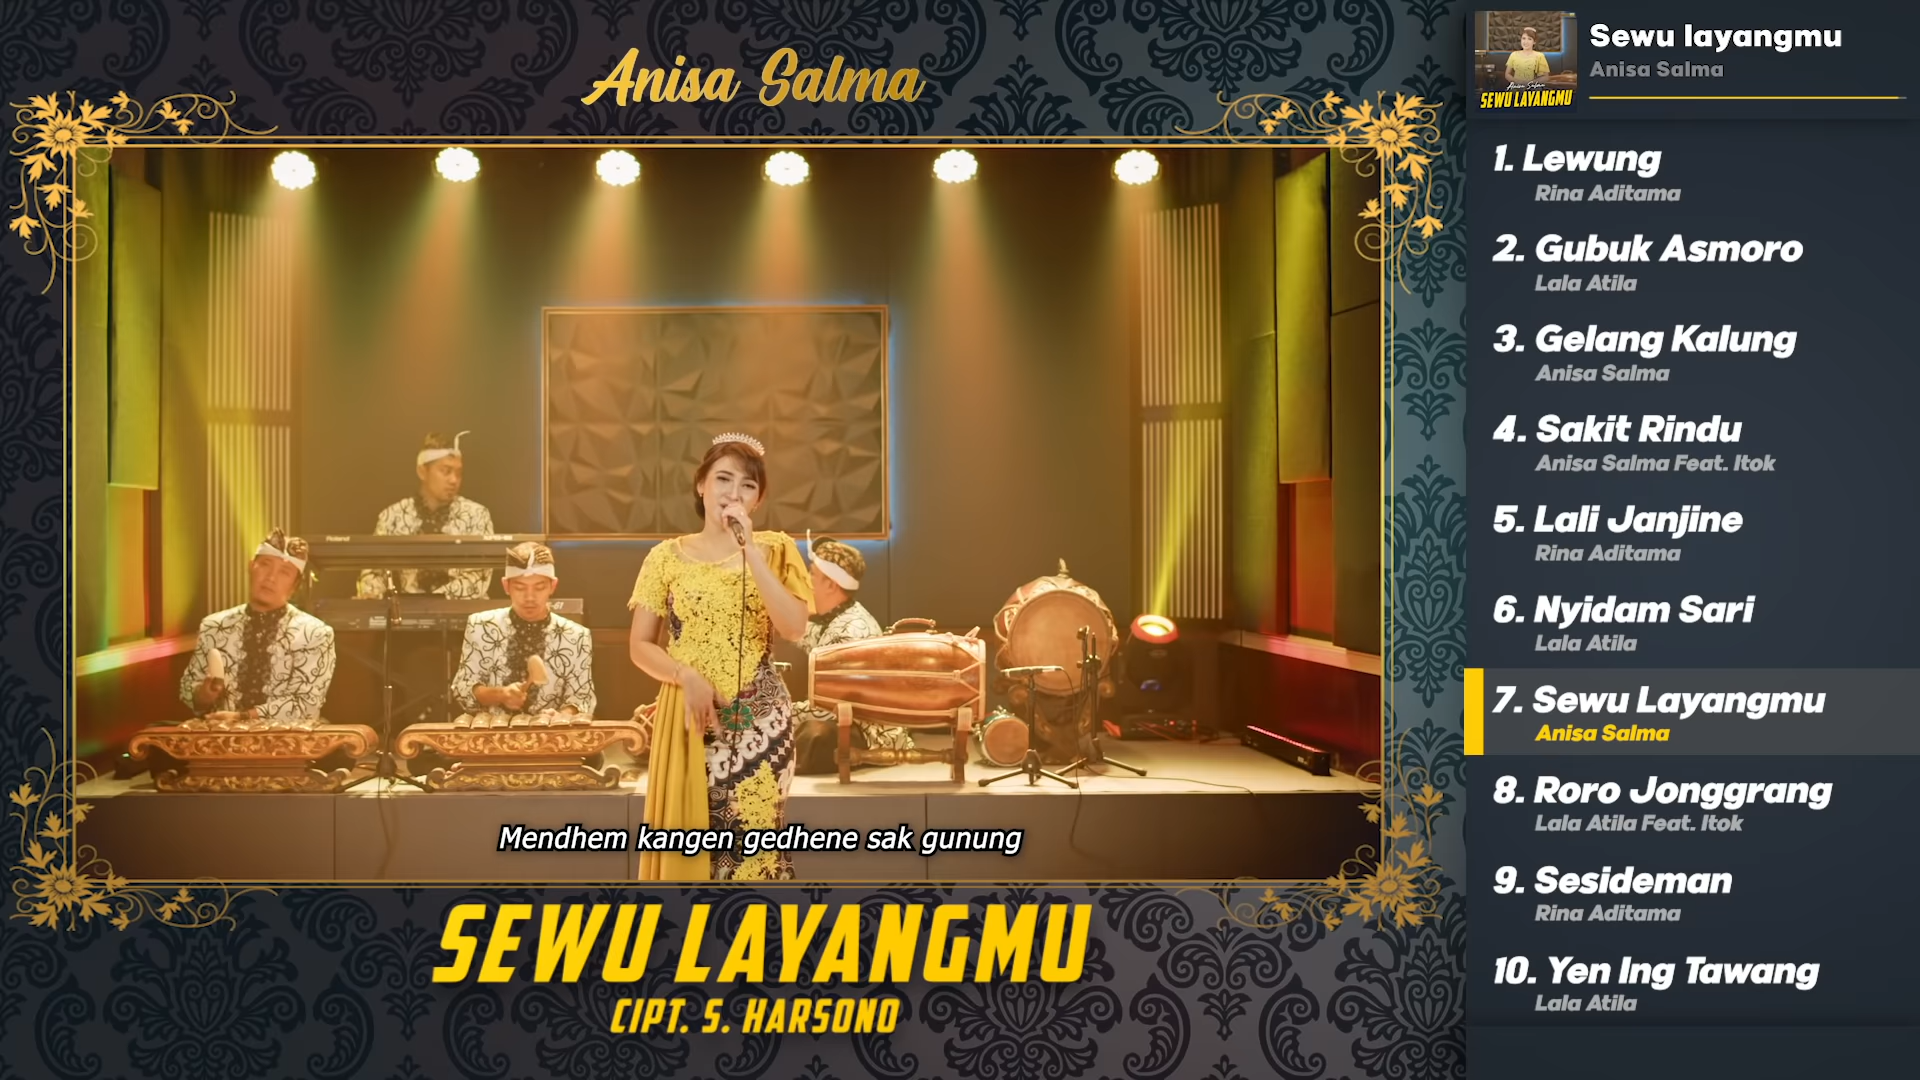 Anisa Salma
Mendhem kangen gedhene sak gunung
SEWU LAYANGMU
CIPT. S. HARSONO
SEWU LAYANGMU
Sewu layangmu
Anisa Salma
1. Lewung
Rina Aditama
2. Gubuk Asmoro
Lala Atila
3. Gelang Kalung
Anisa Salma
4. Sakit Rindu
Anisa Salma Feat. Itok
5. Lali Janjine
Rina Aditama
6. Nyidam Sari
Lala Atila
7. Sewu Layangmu
Anisa Salma
8. Roro Jonggrang
Lala Atila Feat. Itok
9. Sesideman
Rina Aditama
10. Yen Ing Tawang
Lala Atila